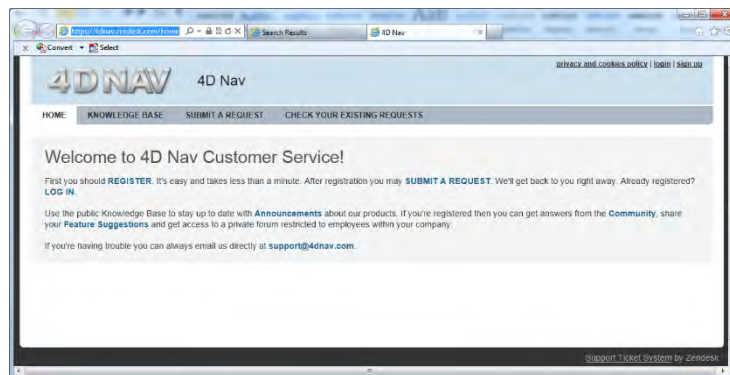 https://4dnav.zendesk.com/home
Search Results
4D Nav
x Convert Select
privacy and cookies policy | login | sign up
4D NAV 4D Nav
HOME KNOWLEDGE BASE SUBMIT A REQUEST CHECK YOUR EXISTING REQUESTS
Welcome to 4D Nav Customer Service!
First you should REGISTER. It's easy and takes less than a minute. After registration you may SUBMIT A REQUEST. We'll get back to you right away. Already registered?
LOG IN.
Use the public Knowledge Base to stay up to date with Announcements about our products. If you're registered then you can get answers from the Community, share
your Feature Suggestions and get access to a private forum restricted to employees within your company.
If you're having trouble you can always email us directly at support@4dnav.com.
Support Ticket System by Zendesk